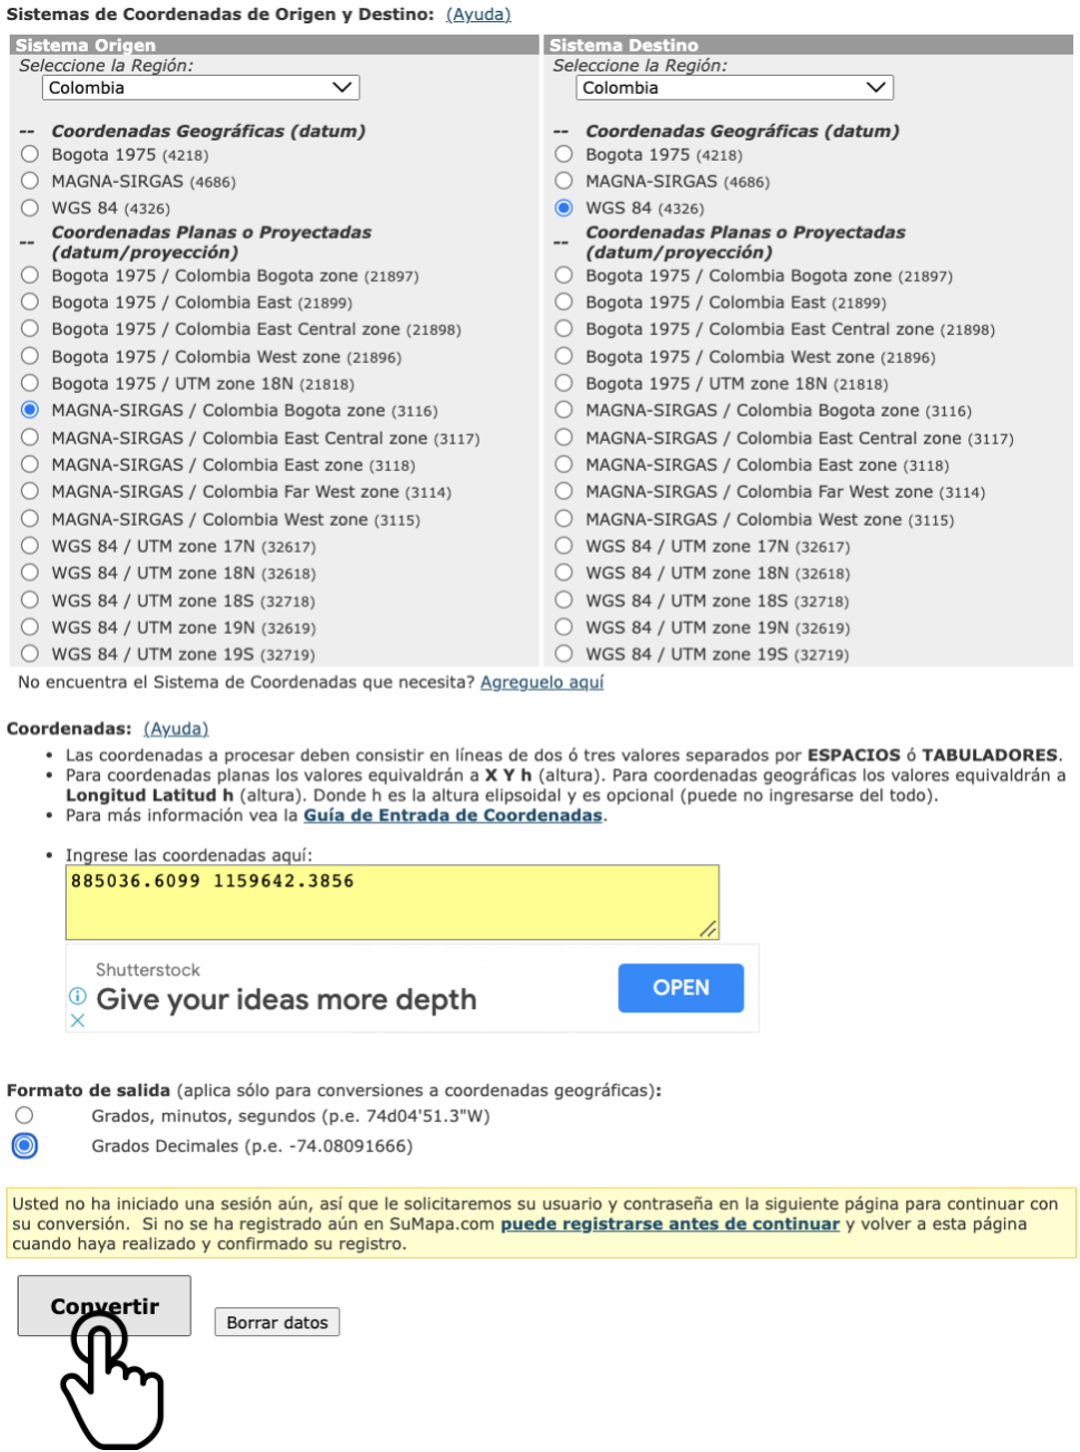 Sistemas de Coordenadas de Origen y Destino: (Ayuda)
Sistema Origen
Seleccione la Región:
Colombia
-- Coordenadas Geográficas (datum)
Bogota 1975 (4218)
MAGNA-SIRGAS (4686)
WGS 84 (4326)
-- Coordenadas Planas o Proyectadas
(datum/proyección)
Bogota 1975 / Colombia Bogota zone (21897)
Bogota 1975 / Colombia East (21899)
Bogota 1975 / Colombia East Central zone (21898)
Bogota 1975 / Colombia West zone (21896)
Bogota 1975 / UTM zone 18N (21818)
MAGNA-SIRGAS / Colombia Bogota zone (3116)
MAGNA-SIRGAS / Colombia East Central zone (3117)
MAGNA-SIRGAS / Colombia East zone (3118)
MAGNA-SIRGAS / Colombia Far West zone (3114)
MAGNA-SIRGAS / Colombia West zone (3115)
WGS 84 / UTM zone 17N (32617)
WGS 84 / UTM zone 18N (32618)
WGS 84 / UTM zone 18S (32718)
WGS 84 / UTM zone 19N (32619)
WGS 84 / UTM zone 19S (32719)
Sistema Destino
Seleccione la Región:
Colombia
-- Coordenadas Geográficas (datum)
Bogota 1975 (4218)
MAGNA-SIRGAS (4686)
WGS 84 (4326)
-- Coordenadas Planas o Proyectadas
(datum/proyección)
Bogota 1975 / Colombia Bogota zone (21897)
Bogota 1975 / Colombia East (21899)
Bogota 1975 / Colombia East Central zone (21898)
Bogota 1975 / Colombia West zone (21896)
Bogota 1975 / UTM zone 18N (21818)
MAGNA-SIRGAS / Colombia Bogota zone (3116)
MAGNA-SIRGAS / Colombia East Central zone (3117)
MAGNA-SIRGAS / Colombia East zone (3118)
MAGNA-SIRGAS / Colombia Far West zone (3114)
MAGNA-SIRGAS / Colombia West zone (3115)
WGS 84 / UTM zone 17N (32617)
WGS 84 / UTM zone 18N (32618)
WGS 84 / UTM zone 18S (32718)
WGS 84 / UTM zone 19N (32619)
WGS 84 / UTM zone 19S (32719)
No encuentra el Sistema de Coordenadas que necesita? Agreguelo aquí
Coordenadas: (Ayuda)
• Las coordenadas a procesar deben consistir en líneas de dos ó tres valores separados por ESPACIOS ó TABULADORES.
• Para coordenadas planas los valores equivaldrán a X Y h (altura). Para coordenadas geográficas los valores equivaldrán a
Longitud Latitud h (altura). Donde h es la altura elipsoidal y es opcional (puede no ingresarse del todo).
• Para más información vea la Guía de Entrada de Coordenadas.
• Ingrese las coordenadas aquí:
885036.6099 1159642.3856
Shutterstock
Give your ideas more depth
OPEN
Formato de salida (aplica sólo para conversiones a coordenadas geográficas):
Grados, minutos, segundos (p.e. 74d04'51.3"W)
Grados Decimales (p.e. -74.08091666)
Usted no ha iniciado una sesión aún, así que le solicitaremos su usuario y contraseña en la siguiente página para continuar con
su conversión. Si no se ha registrado aún en SuMapa.com puede registrarse antes de continuar y volver a esta página
cuando haya realizado y confirmado su registro.
Convertir
Borrar datos